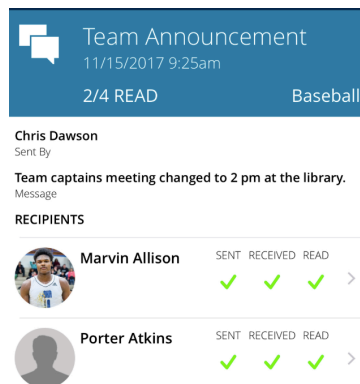 Team Announcement
11/15/2017 9:25am
2/4 READ Baseball
Chris Dawson
Sent By
Team captains meeting changed to 2 pm at the library.
Message
RECIPIENTS
Marvin Allison SENT RECEIVED READ
Porter Atkins SENT RECEIVED READ